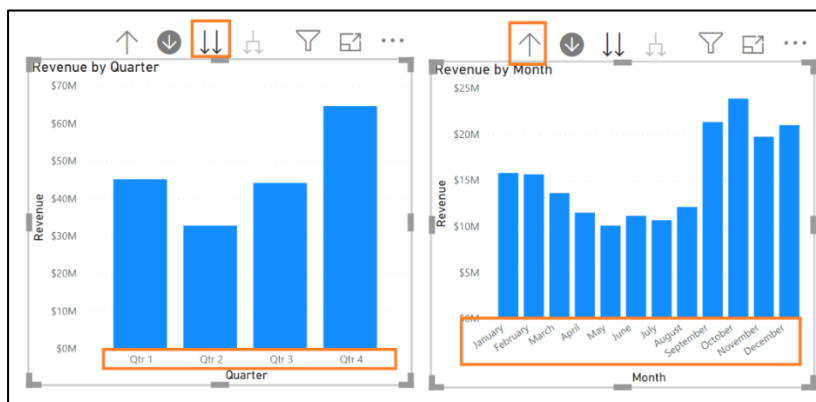 Revenue by Quarter
$70M
$60M
$50M
$40M
$30M
$20M
$10M
$0M
Revenue
Qtr 1 Qtr 2 Qtr 3 Qtr 4
Quarter
Revenue by Month
$25M
$20M
$15M
$10M
$5M
$0M
Revenue
January February March April May June July August September October November December
Month